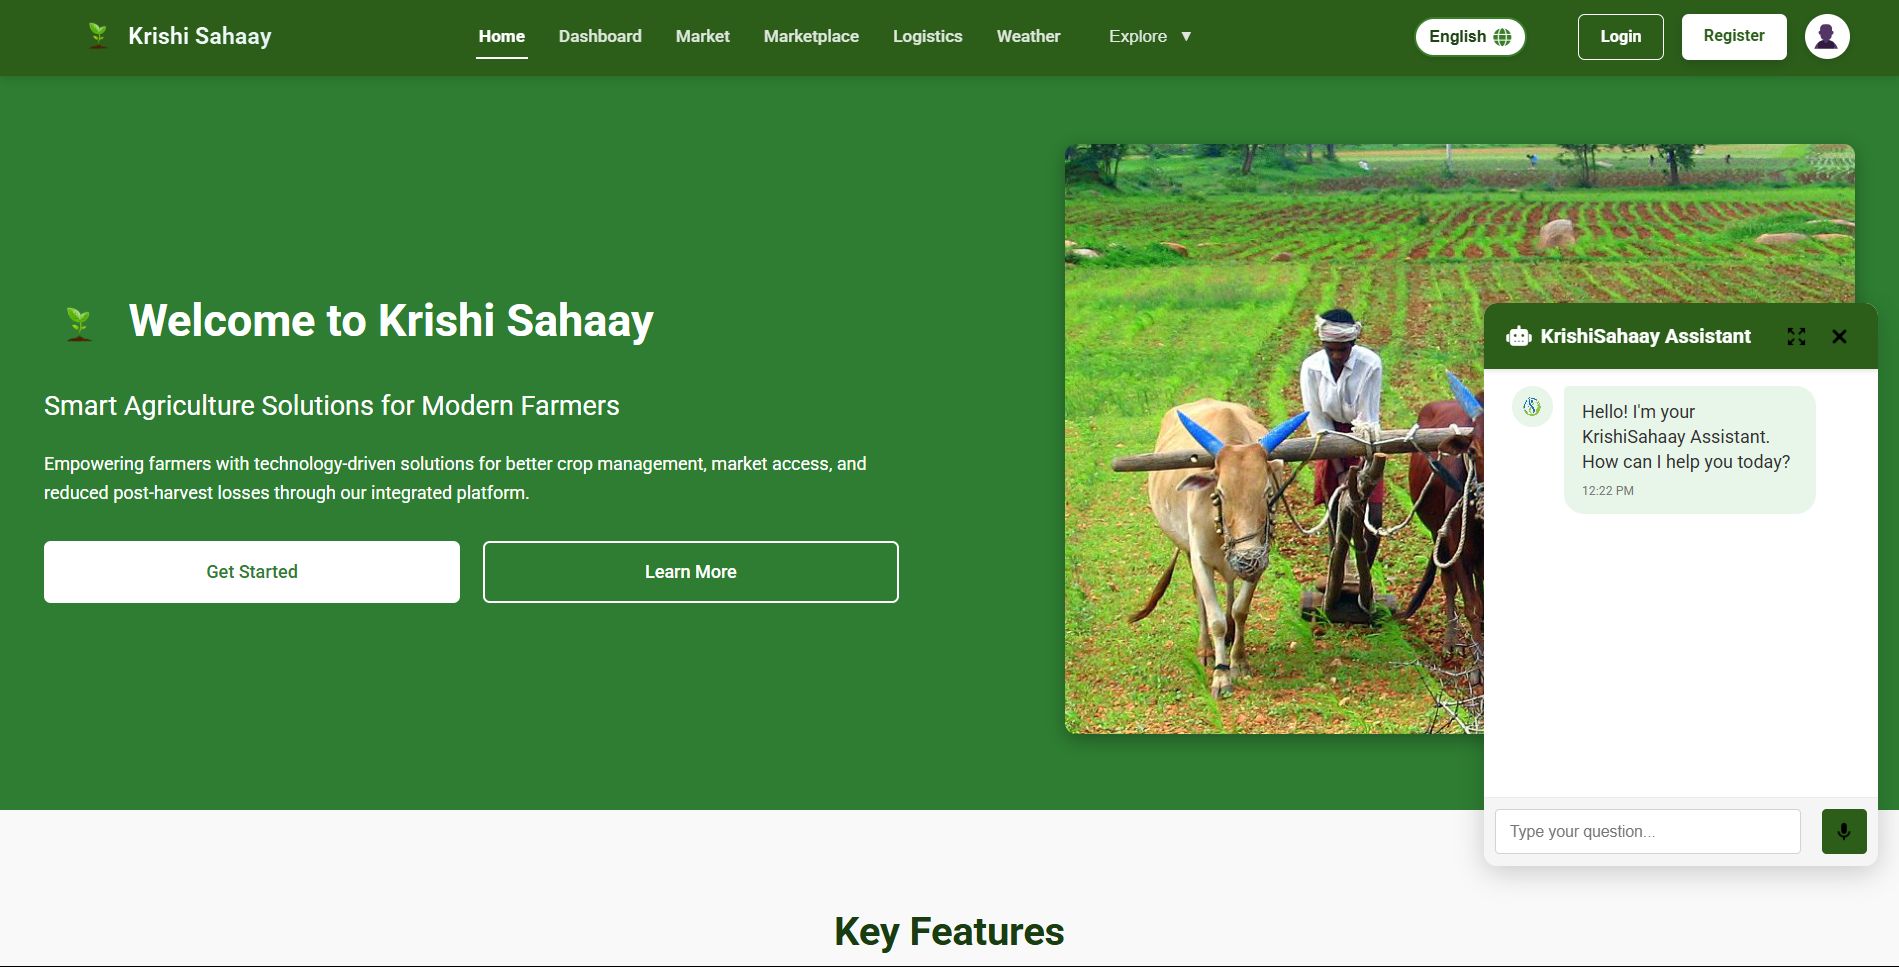 Krishi Sahaay
Home Dashboard Market Marketplace Logistics Weather Explore ▼
English
Login
Register
Welcome to Krishi Sahaay
Smart Agriculture Solutions for Modern Farmers
Empowering farmers with technology-driven solutions for better crop management, market access, and
reduced post-harvest losses through our integrated platform.
Get Started
Learn More
KrishiSahaay Assistant
Hello! I'm your
KrishiSahaay Assistant.
How can I help you today?
12:22 PM
Type your question...
Key Features